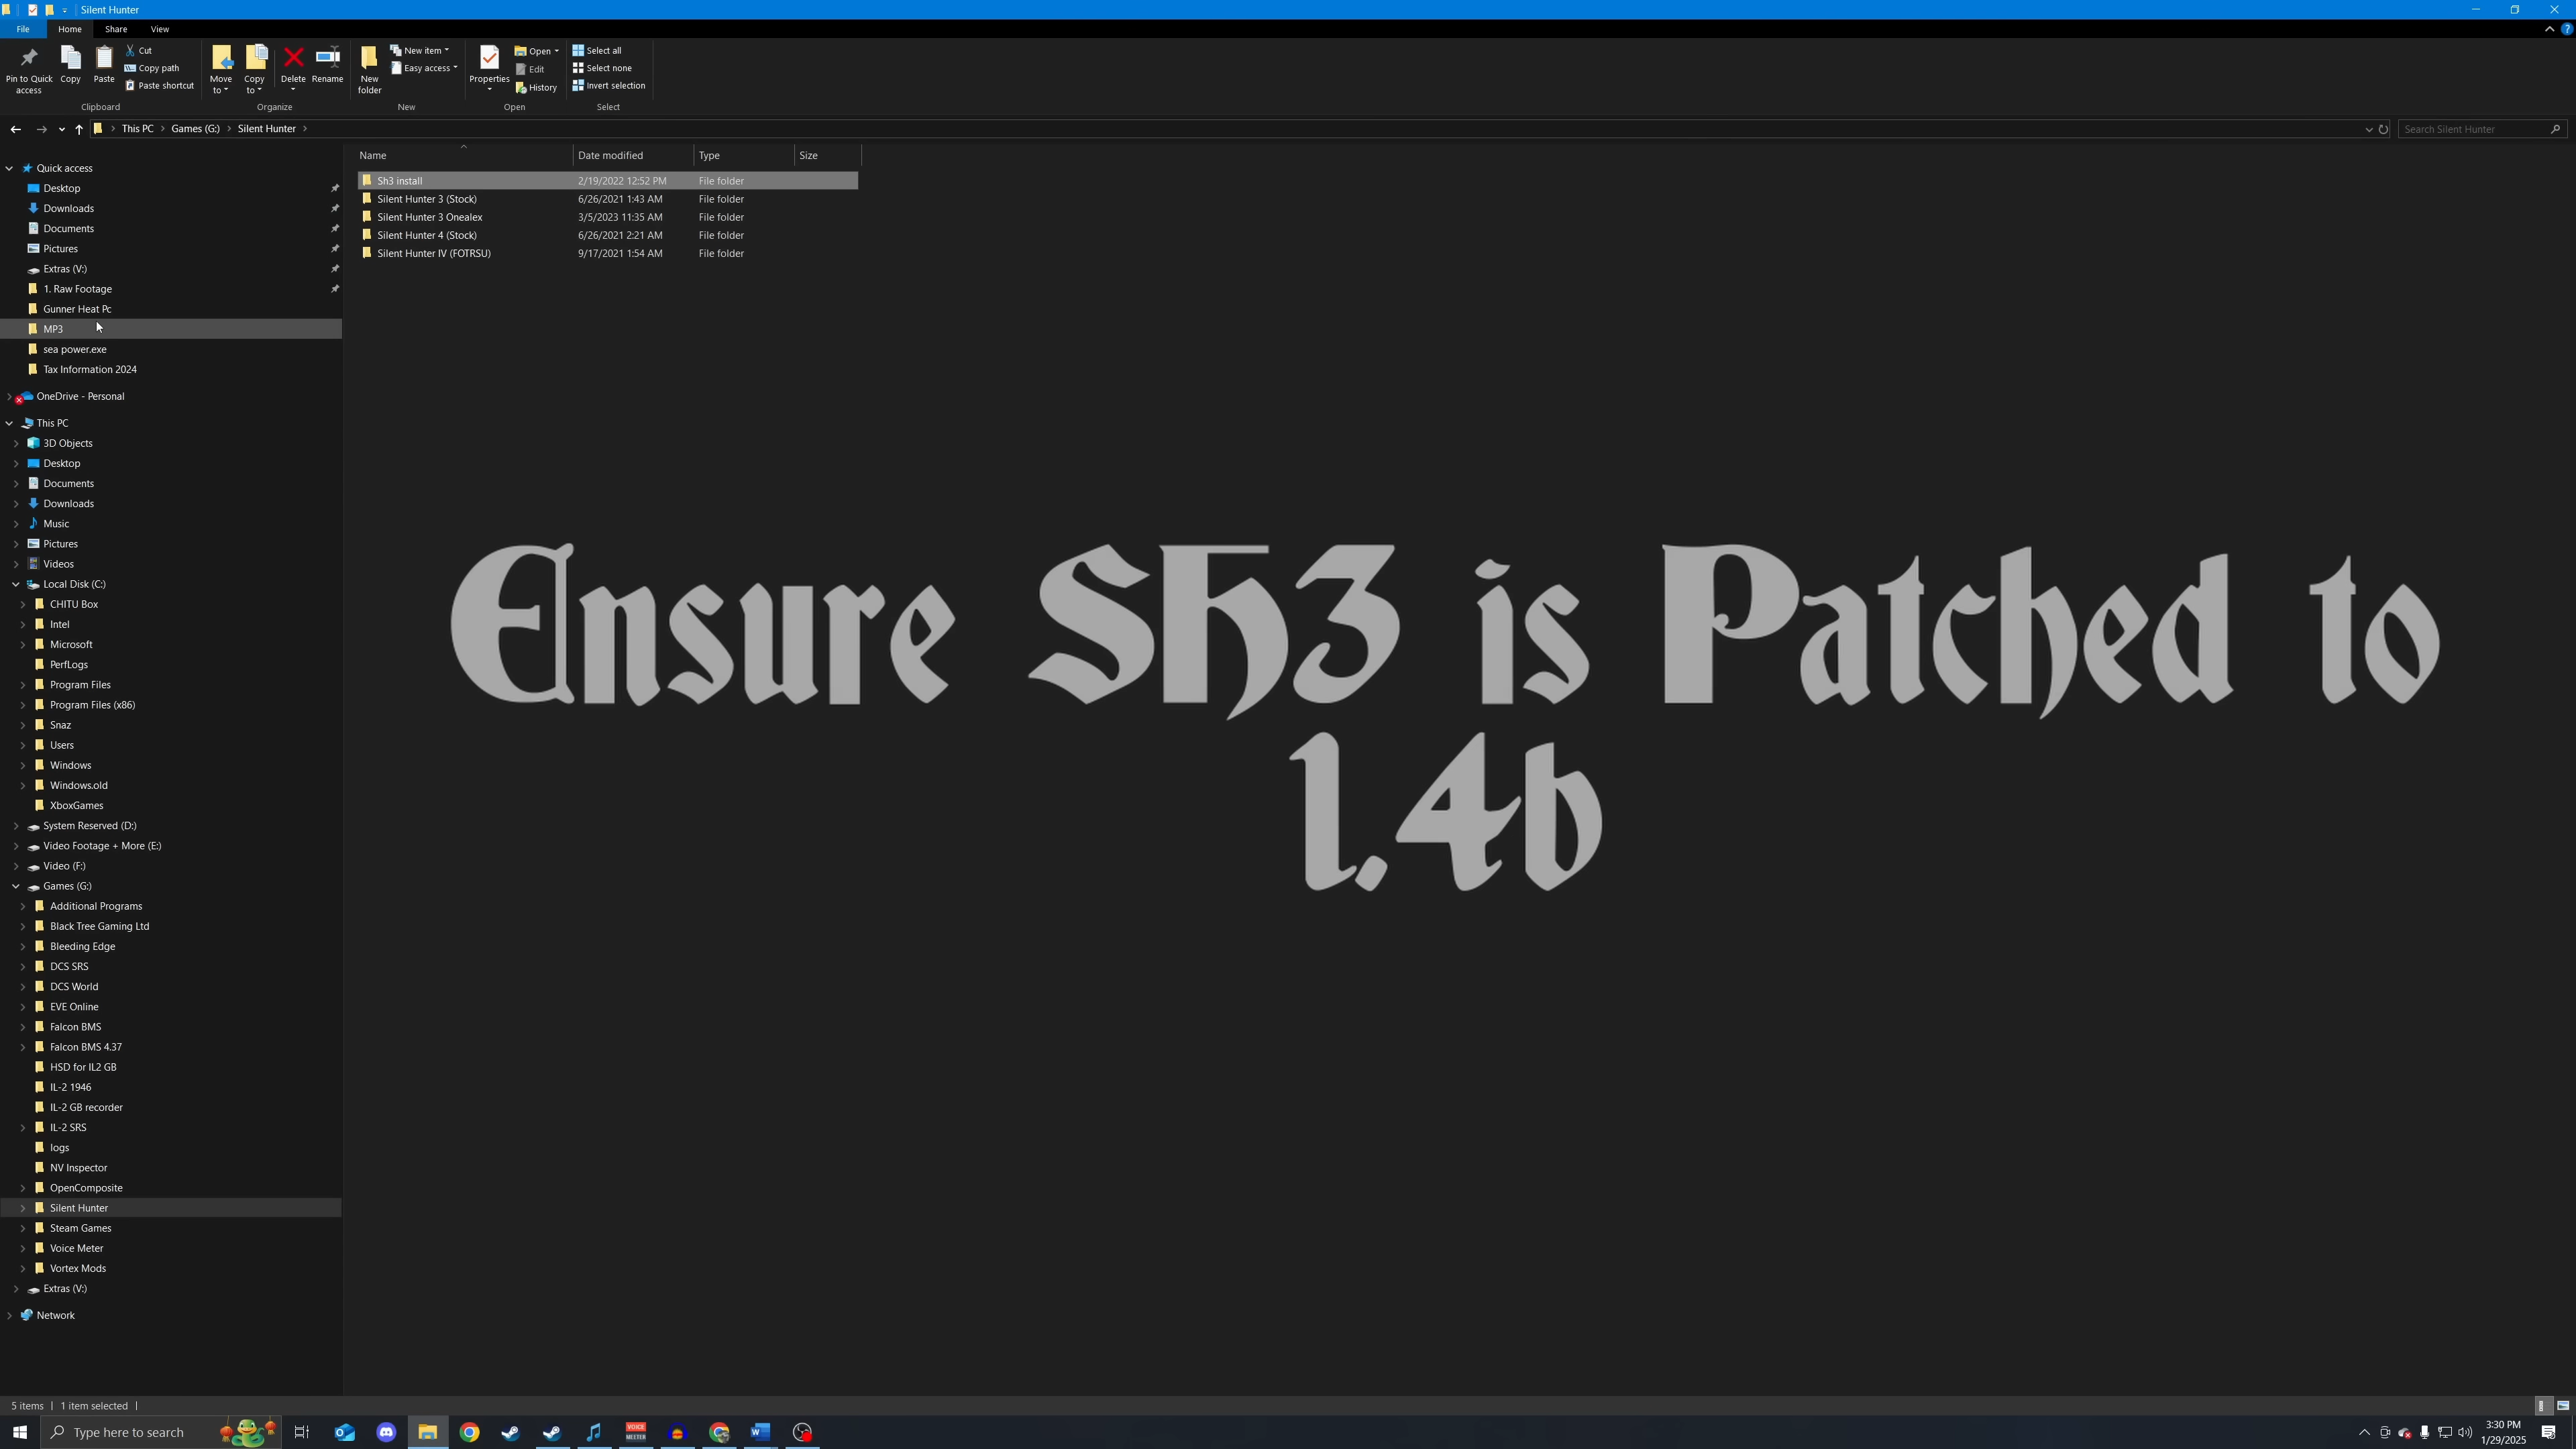 Silent Hunter
File Home Share View
Pin to Quick access
Copy
Paste
Cut
Copy path
Paste shortcut
Clipboard
Move to
Copy to
Delete
Rename
Organize
New folder
New item
Easy access
New
Properties
Open
Edit
History
Open
Select all
Select none
Invert selection
Select
This PC > Games (G:) > Silent Hunter >
Search Silent Hunter
Name Date modified Type Size
Sh3 install 2/19/2022 12:52 PM File folder
Silent Hunter 3 (Stock) 6/26/2021 1:43 AM File folder
Silent Hunter 3 Onealex 3/5/2023 11:35 AM File folder
Silent Hunter 4 (Stock) 6/26/2021 2:21 AM File folder
Silent Hunter IV (FOTRSU) 9/17/2021 1:54 AM File folder
Quick access
Desktop
Downloads
Documents
Pictures
Extras (V:)
1. Raw Footage
Gunner Heat Pc
MP3
sea power.exe
Tax Information 2024
OneDrive - Personal
This PC
3D Objects
Desktop
Documents
Downloads
Music
Pictures
Videos
Local Disk (C:)
CHITU Box
Intel
Microsoft
PerfLogs
Program Files
Program Files (x86)
Snaz
Users
Windows
Windows.old
XboxGames
System Reserved (D:)
Video Footage + More (E:)
Video (F:)
Games (G:)
Additional Programs
Black Tree Gaming Ltd
Bleeding Edge
DCS SRS
DCS World
EVE Online
Falcon BMS
Falcon BMS 4.37
HSD for IL2 GB
IL-2 1946
IL-2 GB recorder
IL-2 SRS
logs
NV Inspector
OpenComposite
Silent Hunter
Steam Games
Voice Meter
Vortex Mods
Extras (V:)
Network
Ensure SH3 is Patched to
1.4b
5 items 1 item selected
Type here to search
VOICE MEETER
3:30 PM
1/29/2025